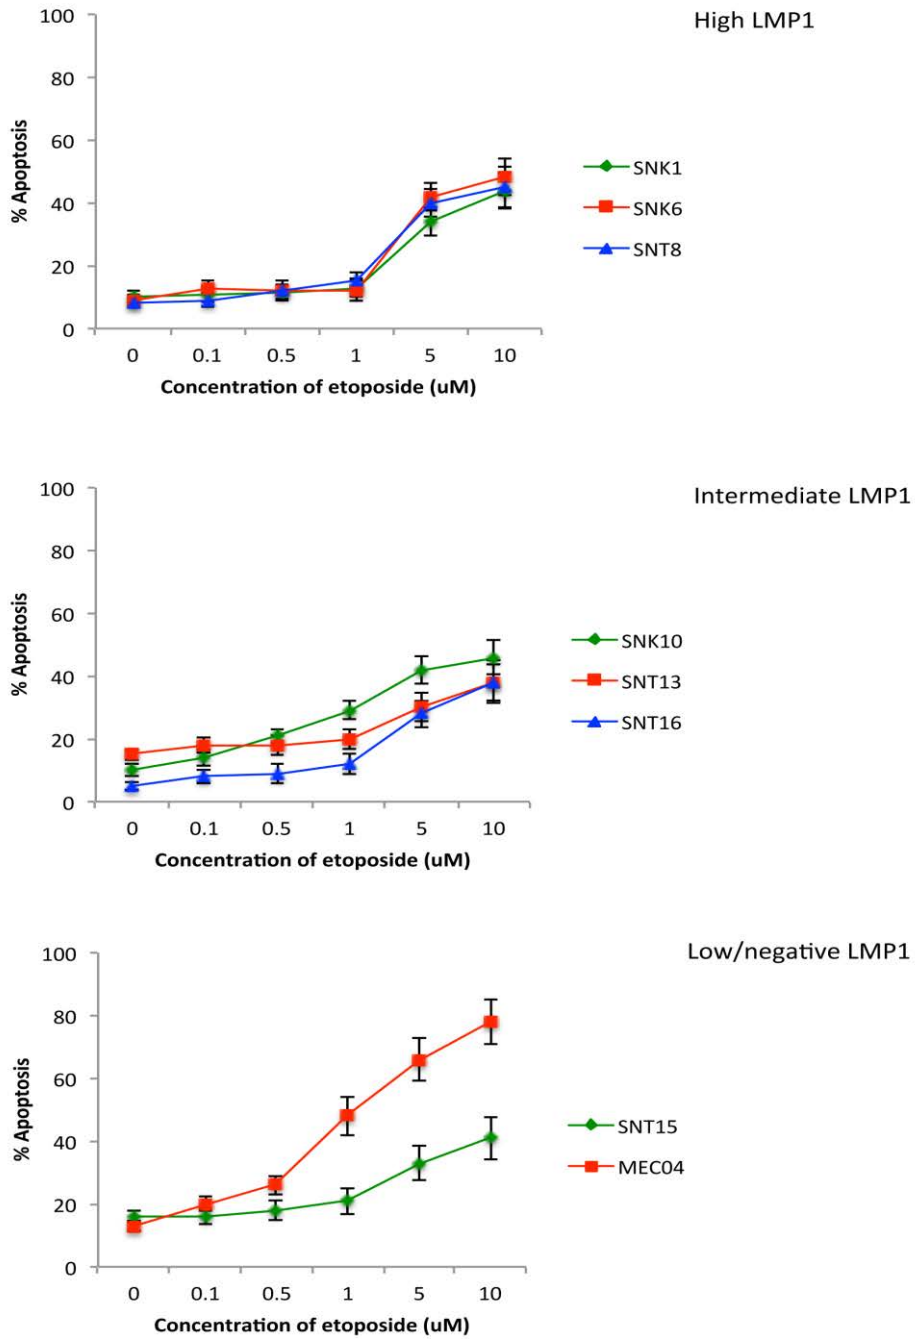 High LMP1
100
80
60
40
20
0
% Apoptosis
SNK1
SNK6
SNT8
0 0.1 0.5 1 5 10
Concentration of etoposide (uM)
Intermediate LMP1
100
80
60
40
20
0
% Apoptosis
SNK10
SNT13
SNT16
0 0.1 0.5 1 5 10
Concentration of etoposide (uM)
Low/negative LMP1
100
80
60
40
20
0
% Apoptosis
SNT15
MEC04
0 0.1 0.5 1 5 10
Concentration of etoposide (uM)